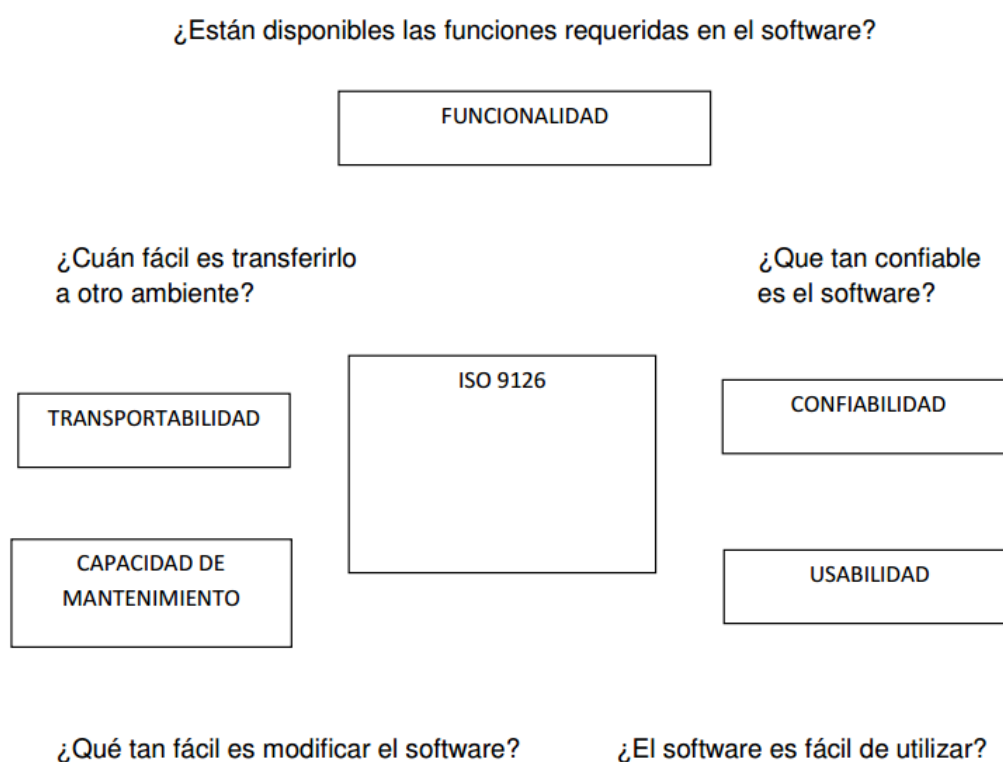 ¿Están disponibles las funciones requeridas en el software?
FUNCIONALIDAD
¿Cuán fácil es transferirlo
a otro ambiente?
¿Que tan confiable
es el software?
ISO 9126
TRANSPORTABILIDAD
CONFIABILIDAD
CAPACIDAD DE
MANTENIMIENTO
USABILIDAD
¿Qué tan fácil es modificar el software?
¿El software es fácil de utilizar?